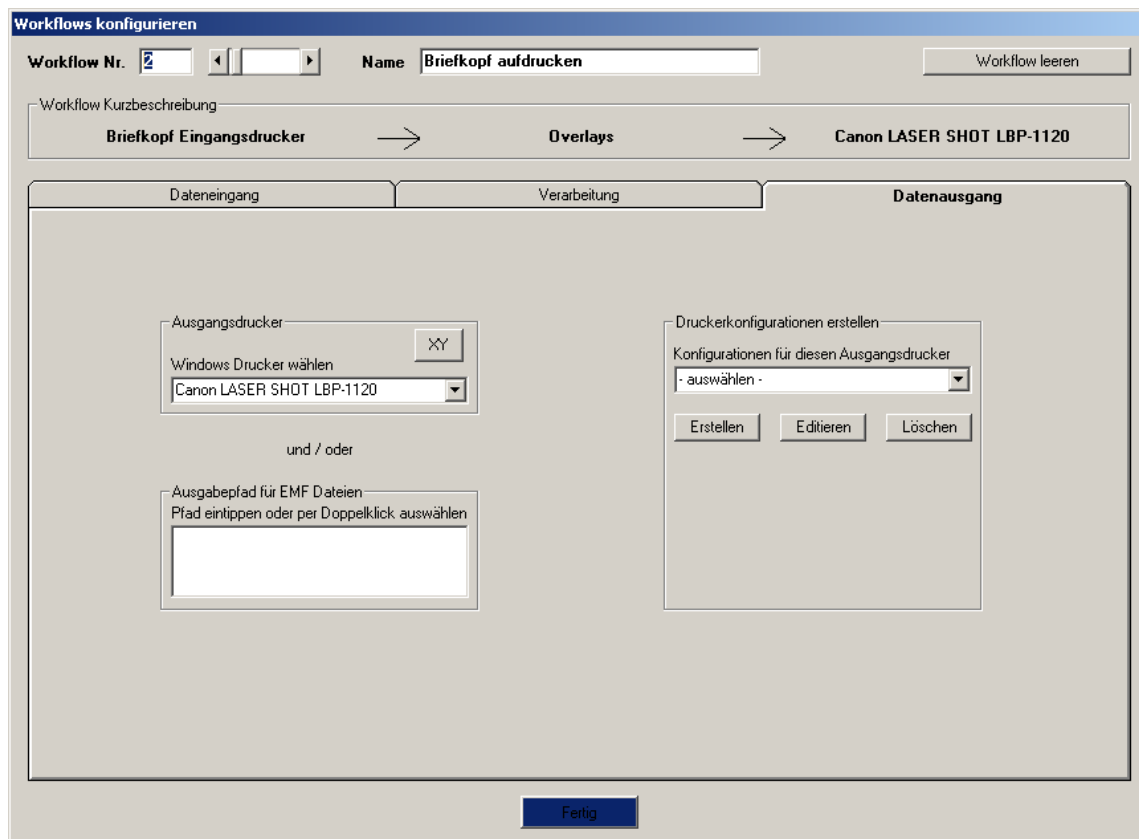 Workflows konfigurieren
Workflow Nr. 2 Name Briefkopf aufdrucken Workflow leeren
Workflow Kurzbeschreibung
Briefkopf Eingangsdrucker Overlays Canon LASER SHOT LBP-1120
Dateneingang Verarbeitung Datenausgang
Ausgangsdrucker
XY
Windows Drucker wählen
Canon LASER SHOT LBP-1120
und / oder
Ausgabepfad für EMF Dateien
Pfad eintippen oder per Doppelklick auswählen
Druckerkonfigurationen erstellen
Konfigurationen für diesen Ausgangsdrucker
- auswählen -
Erstellen Editieren Löschen
Fertig